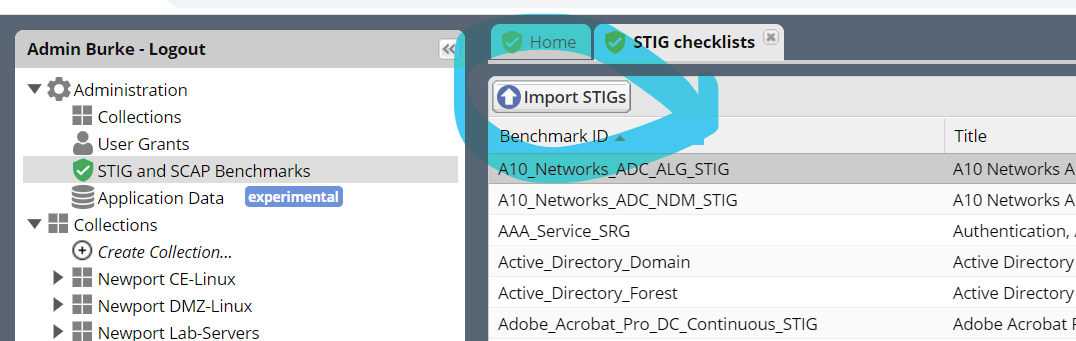 Admin Burke - Logout
Administration
Collections
User Grants
STIG and SCAP Benchmarks
Application Data experimental
Collections
Create Collection...
Newport CE-Linux
Newport DMZ-Linux
Newport Lab-Servers
Home STIG checklists
Import STIGs
Benchmark ID Title
A10_Networks_ADC_ALG_STIG A10 Networks A
A10_Networks_ADC_NDM_STIG A10 Networks A
AAA_Service_SRG Authentication,
Active_Directory_Domain Active Directory
Active_Directory_Forest Active Directory
Adobe_Acrobat_Pro_DC_Continuous_STIG Adobe Acrobat